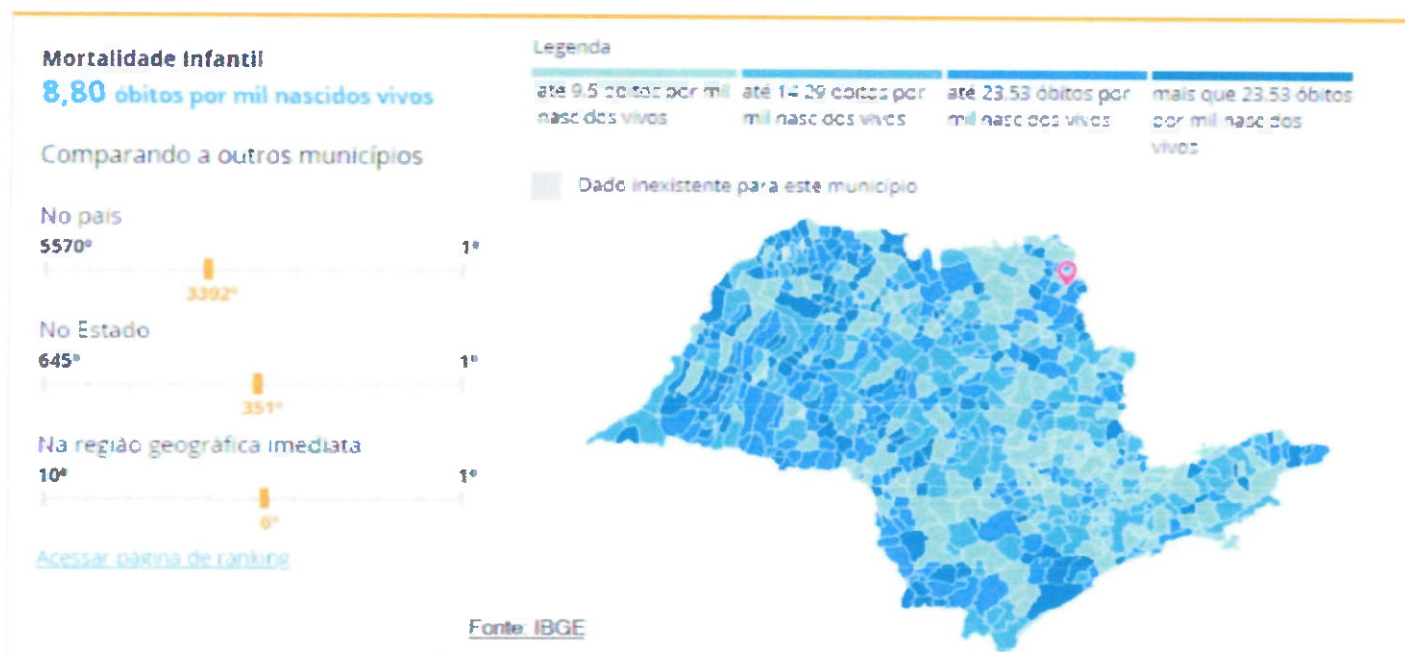 Mortalidade Infantil
8,80 óbitos por mil nascidos vivos
Comparando a outros municípios
No país
5570º
1º
3392º
No Estado
645º
1º
351º
Na região geográfica imediata
10º
1º
6º
Acessar página de ranking
Legenda
até 9,5 óbitos por mil
nascidos vivos
até 14,29 óbitos por
mil nascidos vivos
até 23,53 óbitos por
mil nascidos vivos
mais que 23,53 óbitos
por mil nascidos
vivos
Dado inexistente para este município
Fonte: IBGE